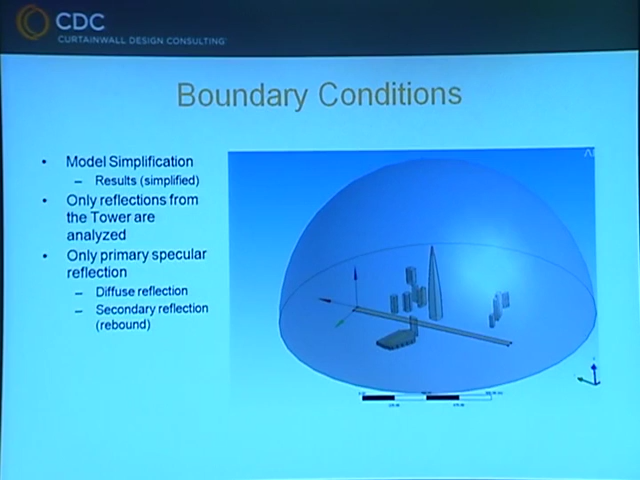 CDC
CURTAINWALL DESIGN CONSULTING
Boundary Conditions
• Model Simplification
– Results (simplified)
• Only reflections from
the Tower are
analyzed
• Only primary specular
reflection
– Diffuse reflection
– Secondary reflection
(rebound)